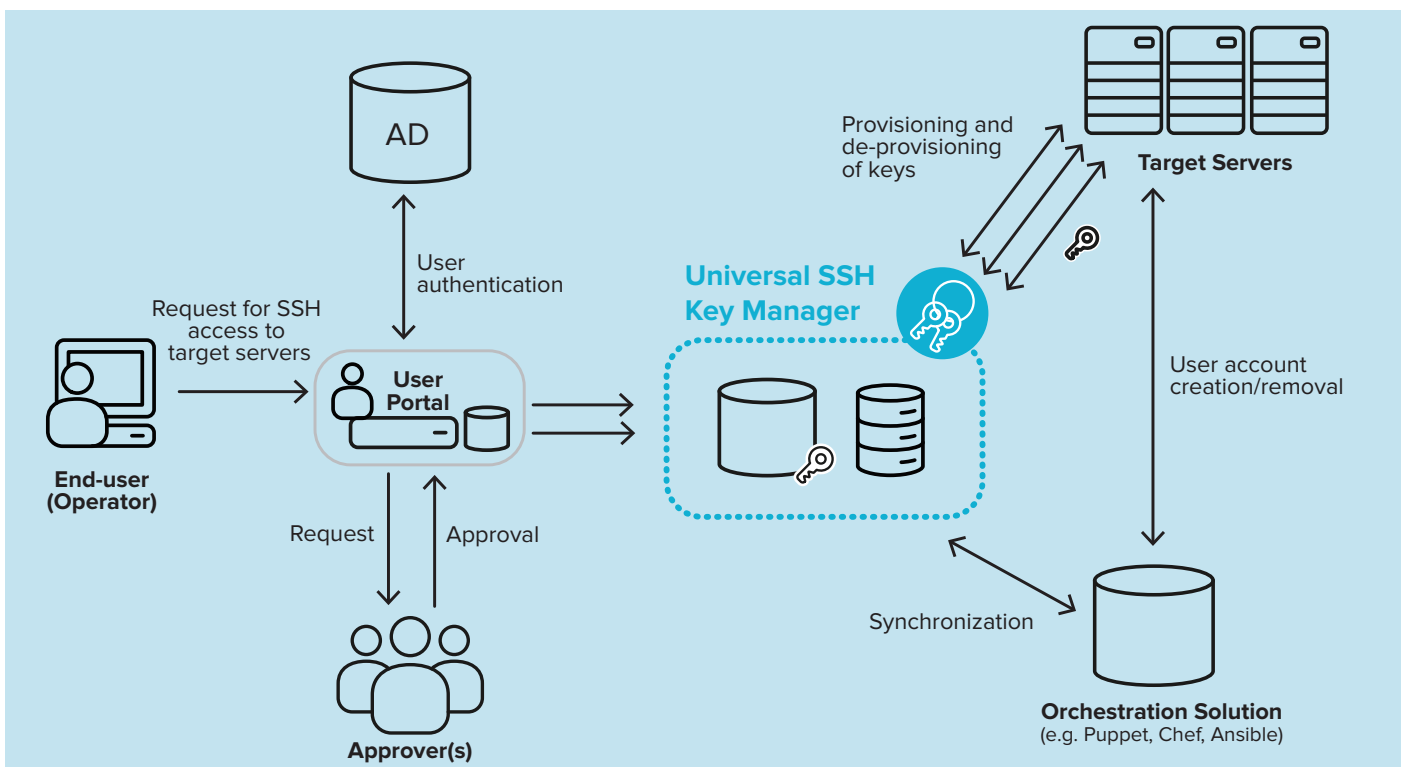 AD
User
authentication
Request for SSH
access to
target servers
End-user
(Operator)
User
Portal
Request
Approval
Approver(s)
Universal SSH
Key Manager
Provisioning and
de-provisioning
of keys
Target Servers
User account
creation/removal
Synchronization
Orchestration Solution
(e.g. Puppet, Chef, Ansible)